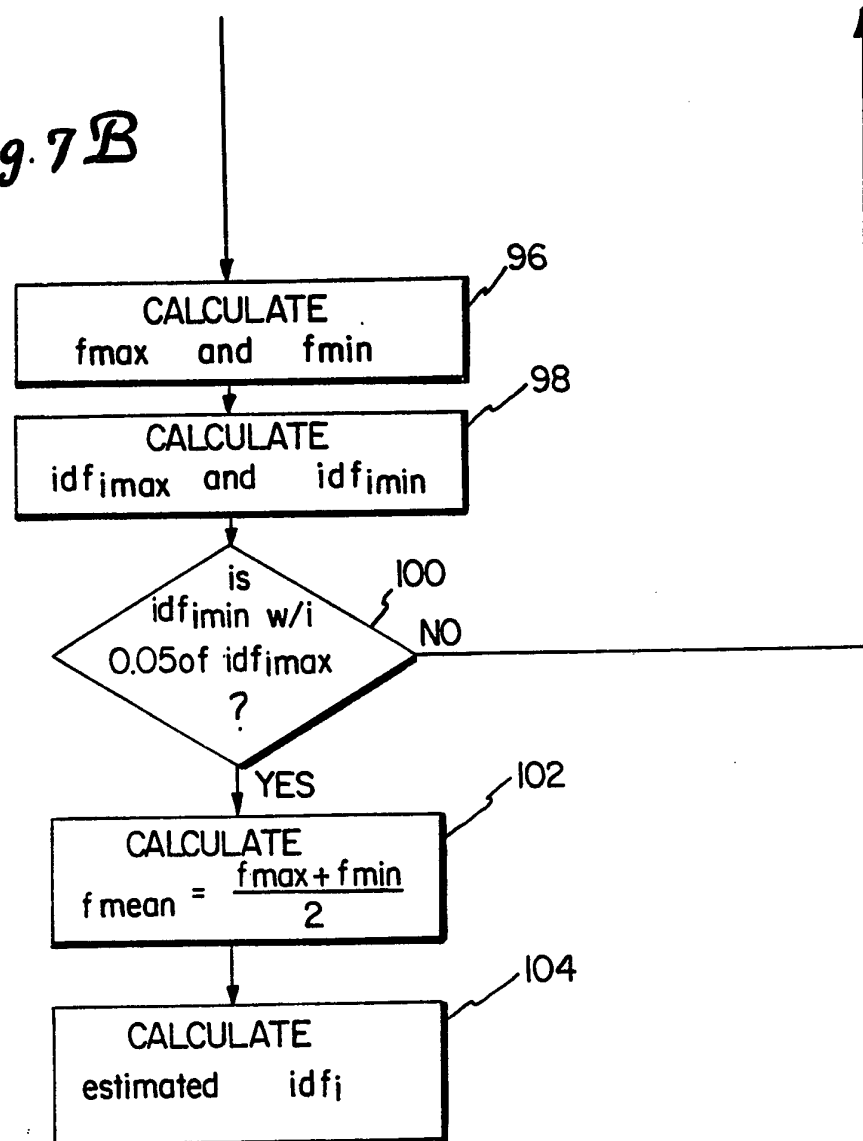 g. 7B
96
CALCULATE
fmax and fmin
98
CALCULATE
idfimax and idfimin
100
is
idfimin w/i
0.05of idfimax
?
NO
YES
102
CALCULATE
fmean = fmax + fmin
2
104
CALCULATE
estimated idfi